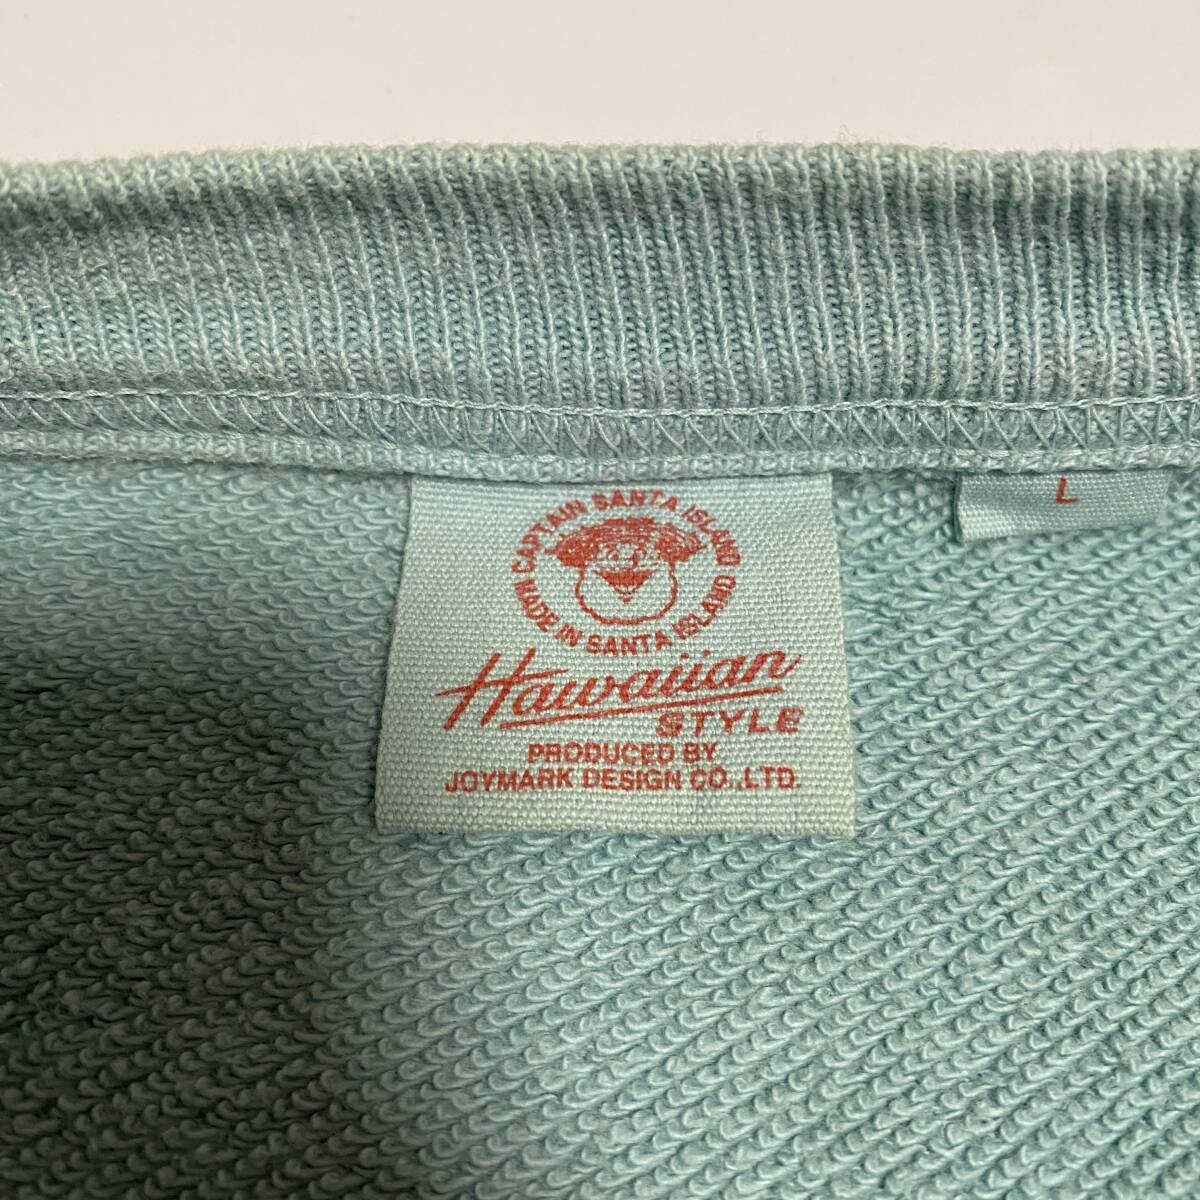 CAPTAIN SANTA ISLAND
MADE IN SANTA ISLAND
Hawaiian
STYLE
PRODUCED BY
JOYMARK DESIGN CO.,LTD.
L